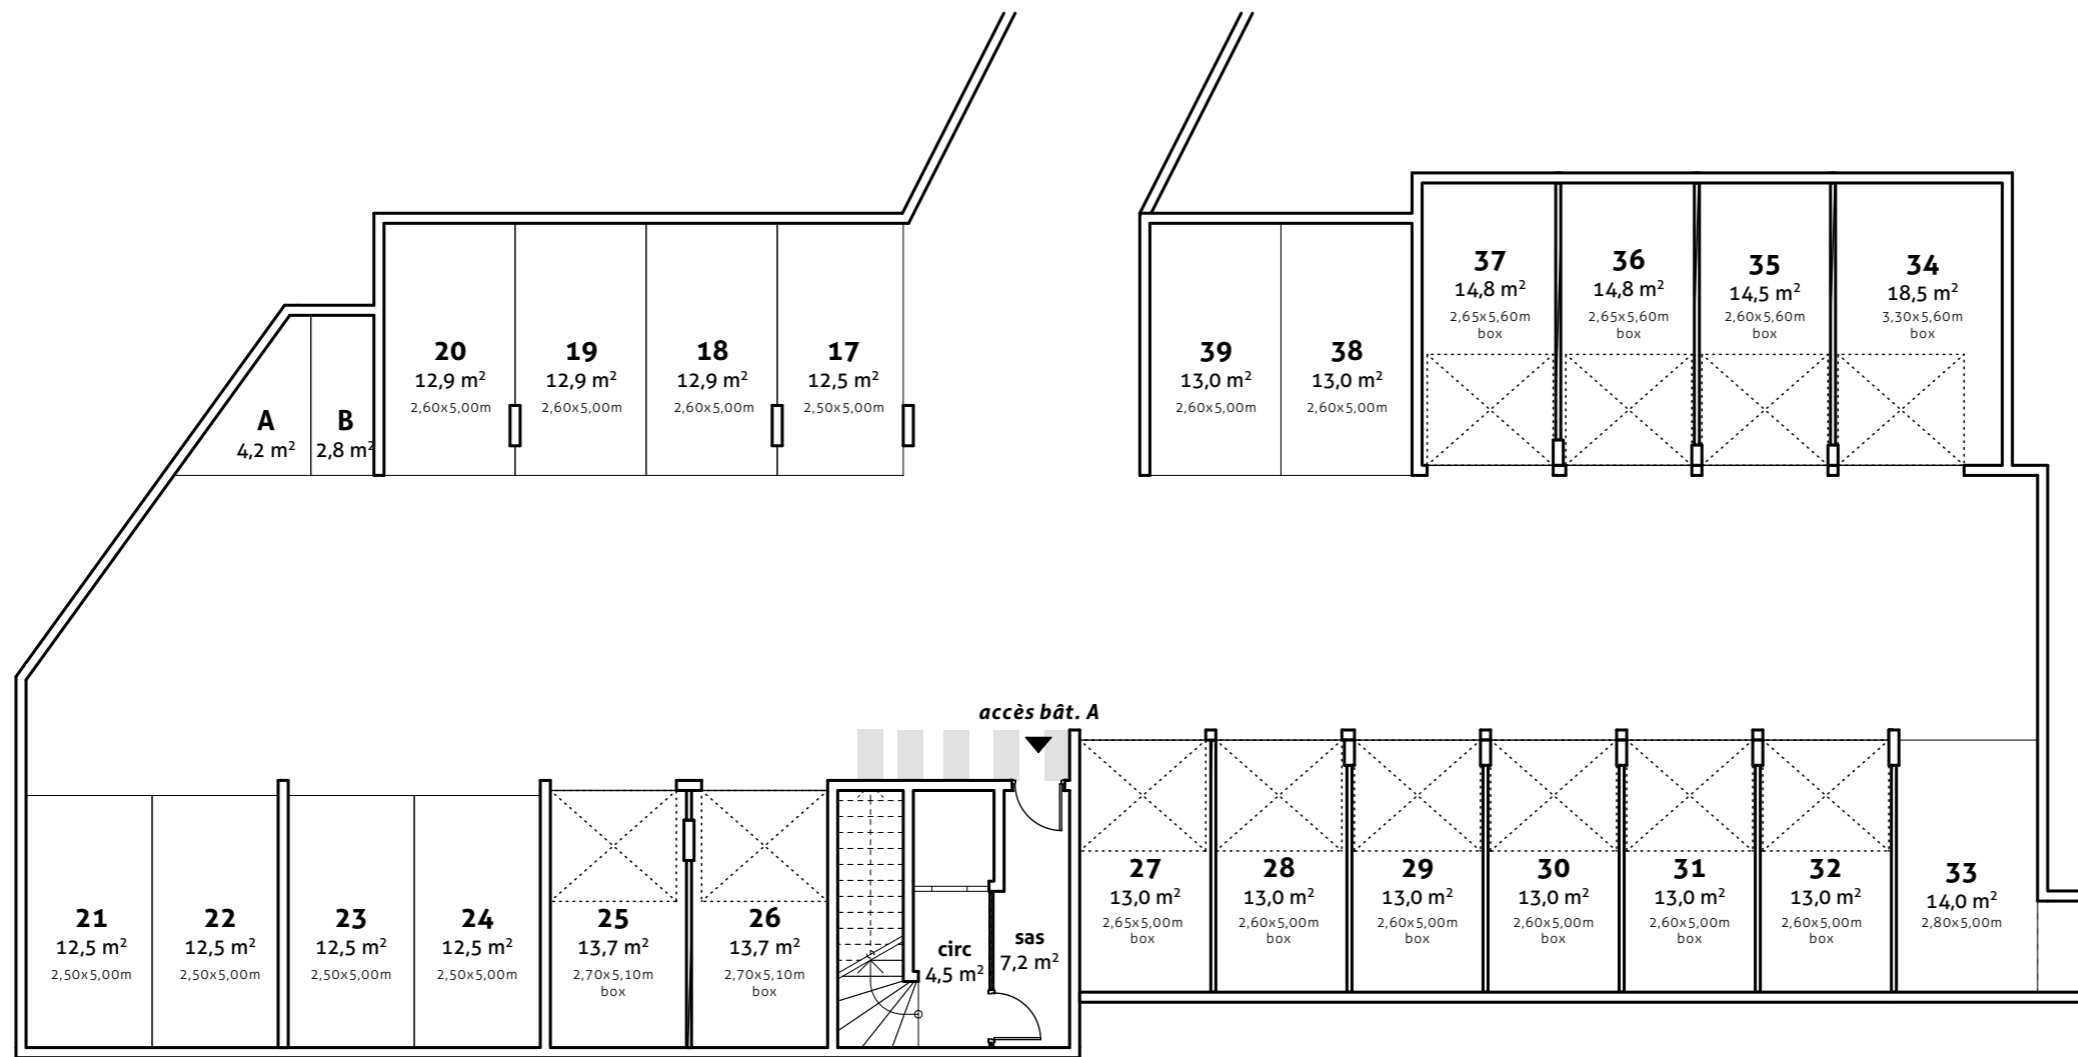 37
14,8 m²
2,65x5,60m
box
36
14,8 m²
2,65x5,60m
box
35
14,5 m²
2,60x5,60m
box
34
18,5 m²
3,30x5,60m
box
20
12,9 m²
2,60x5,00m
19
12,9 m²
2,60x5,00m
18
12,9 m²
2,60x5,00m
17
12,5 m²
2,50x5,00m
39
13,0 m²
2,60x5,00m
38
13,0 m²
2,60x5,00m
A
4,2 m²
B
2,8 m²
accès bât. A
27
13,0 m²
2,65x5,00m
box
28
13,0 m²
2,60x5,00m
box
29
13,0 m²
2,60x5,00m
box
30
13,0 m²
2,60x5,00m
box
31
13,0 m²
2,60x5,00m
box
32
13,0 m²
2,60x5,00m
box
33
14,0 m²
2,80x5,00m
21
12,5 m²
2,50x5,00m
22
12,5 m²
2,50x5,00m
23
12,5 m²
2,50x5,00m
24
12,5 m²
2,50x5,00m
25
13,7 m²
2,70x5,10m
box
26
13,7 m²
2,70x5,10m
box
circ
4,5 m²
sas
7,2 m²